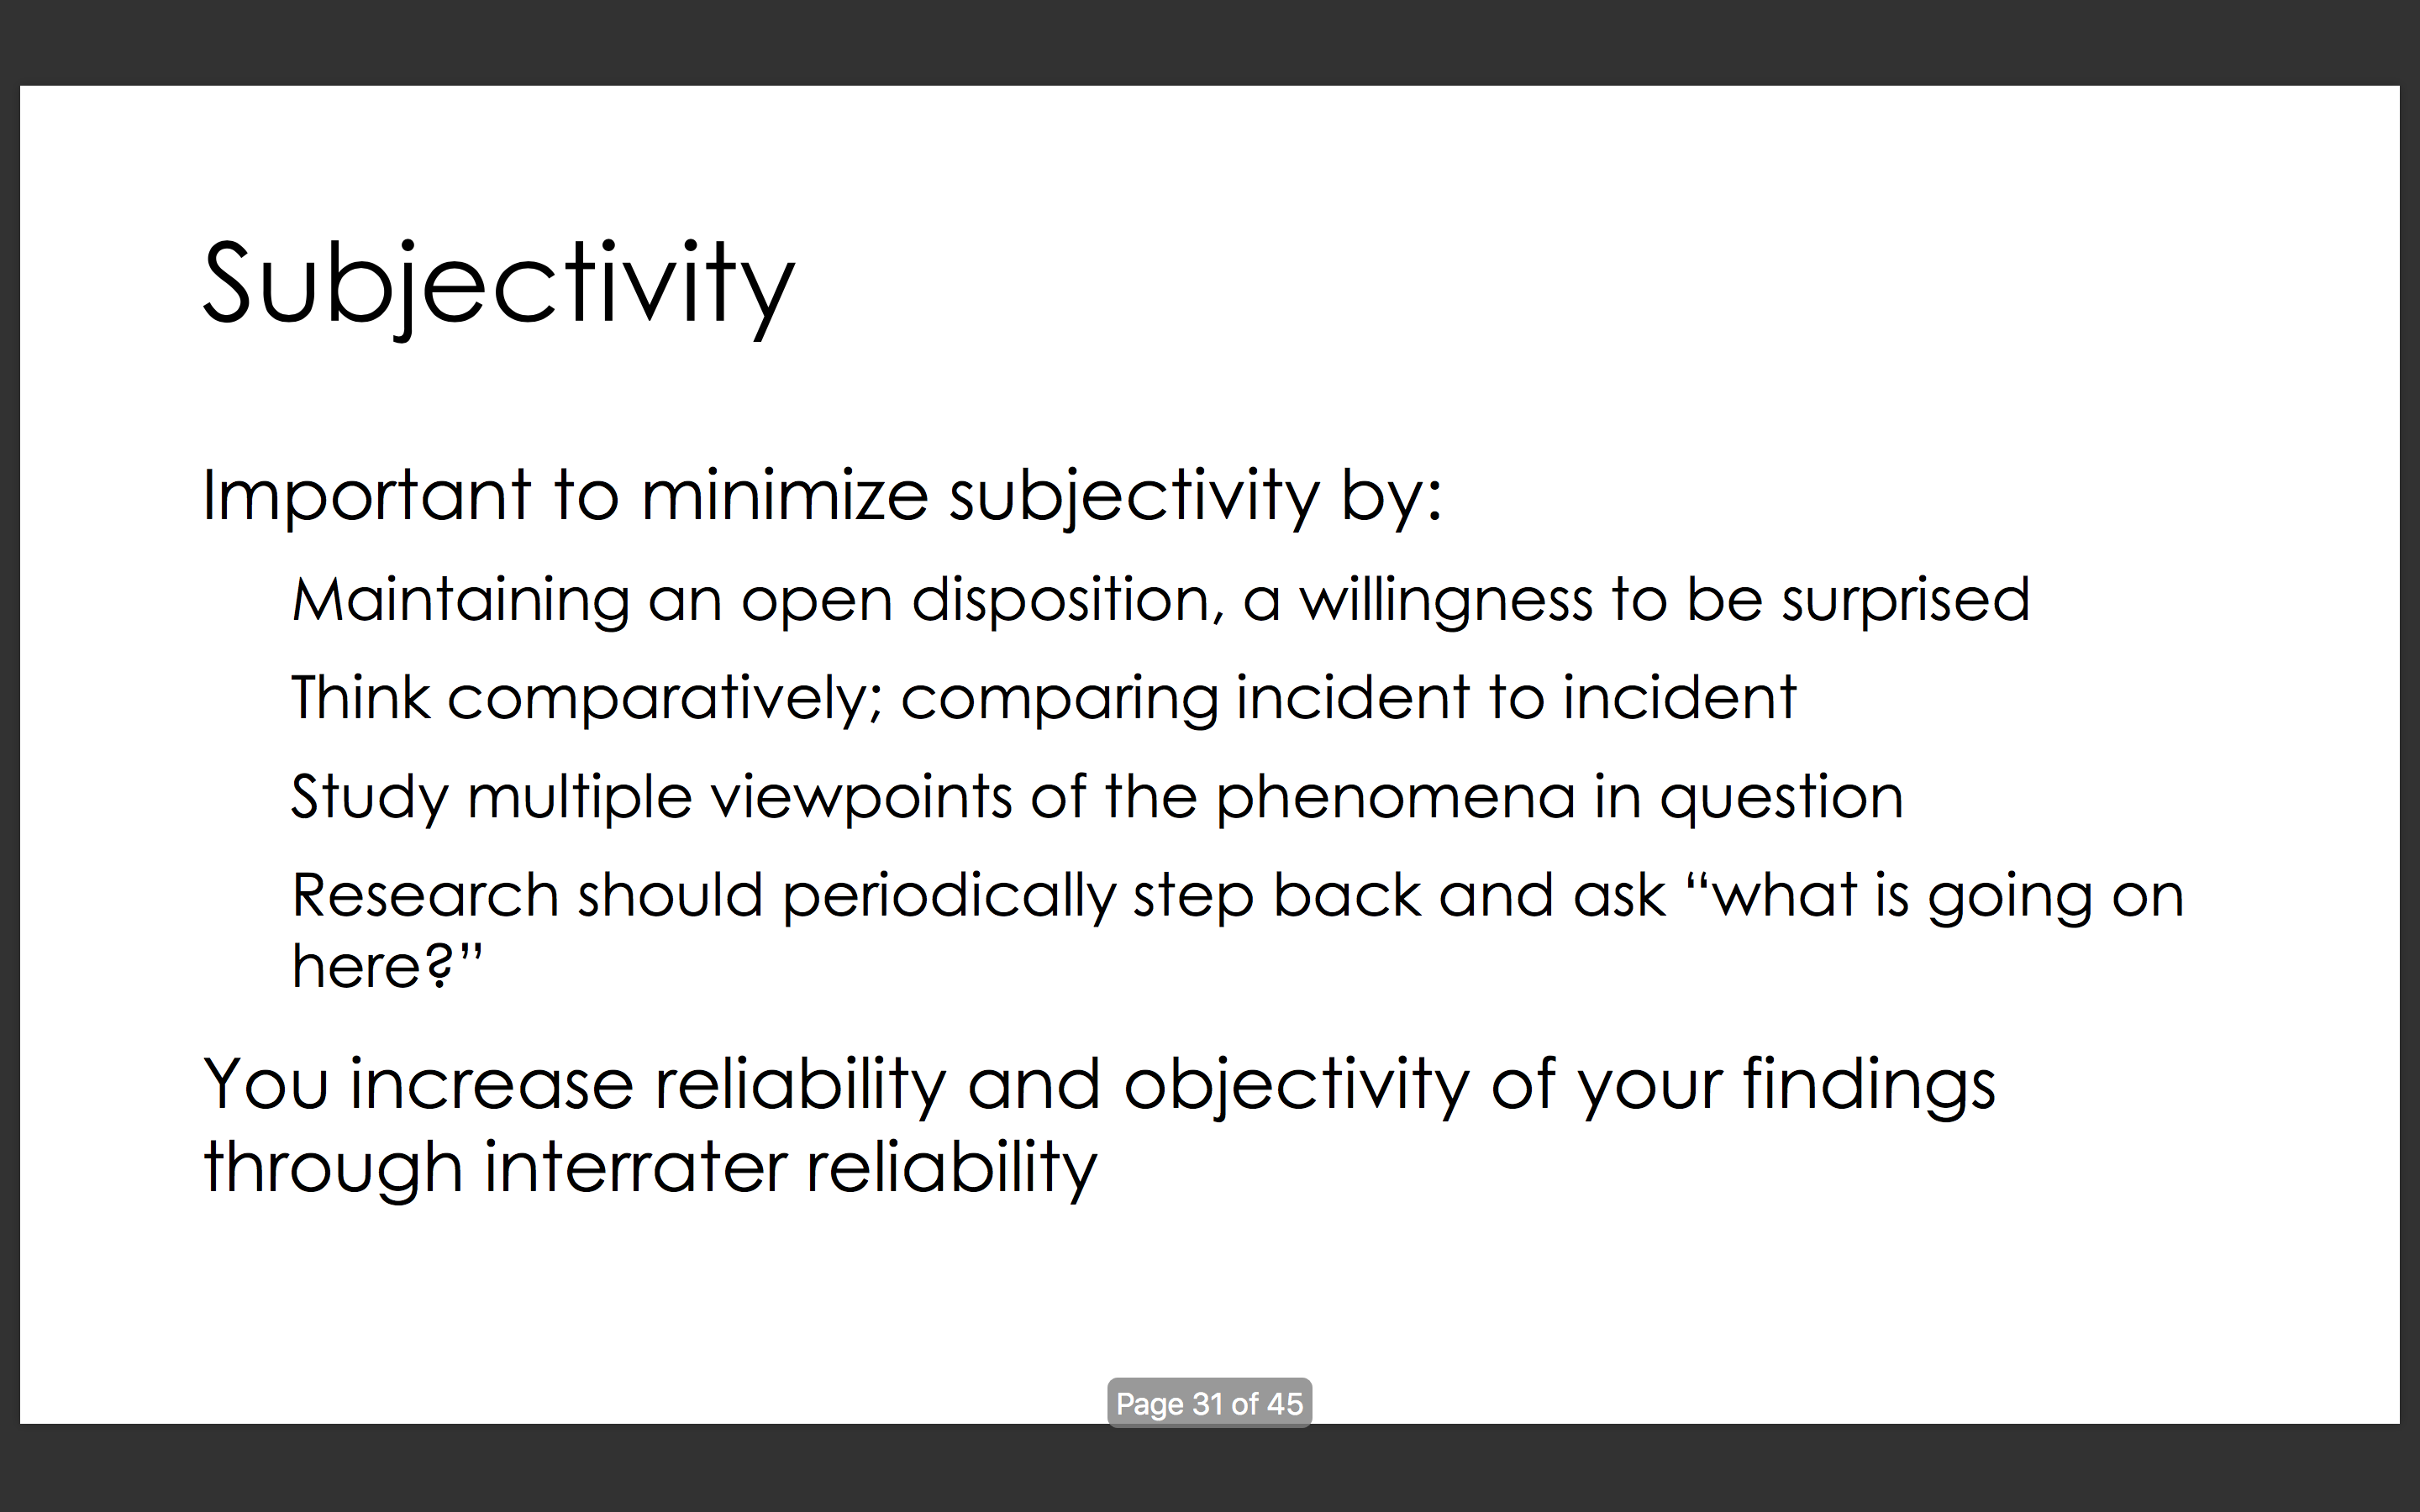 Subjectivity
Important to minimize subjectivity by:
Maintaining an open disposition, a willingness to be surprised
Think comparatively; comparing incident to incident
Study multiple viewpoints of the phenomena in question
Research should periodically step back and ask “what is going on
here?”
You increase reliability and objectivity of your findings
through interrater reliability
Page 31 of 45